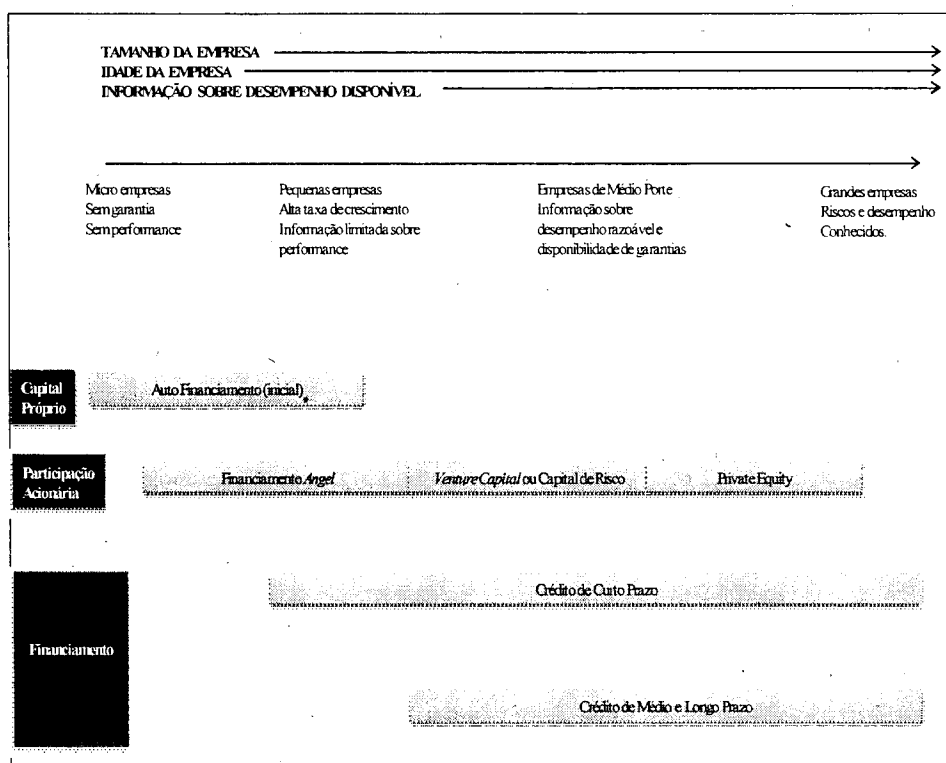 TAMANHO DA EMPRESA
IDADE DA EMPRESA
INFORMAÇÃO SOBRE DESEMPENHO DISPONÍVEL
Micro empresas
Sem garantia
Sem performance
Pequenas empresas
Alta taxa de crescimento
Informação limitada sobre
performance
Empresas de Médio Porte
Informação sobre
desempenho razoável e
disponibilidade de garantias
Grandes empresas
Riscos e desempenho
Conhecidos.
Capital
Próprio
Auto Financiamento (inicial)
Participação
Acionária
Financiamento Angel
Venture Capital ou Capital de Risco
Private Equity
Financiamento
Crédito de Curto Prazo
Crédito de Médio e Longo Prazo